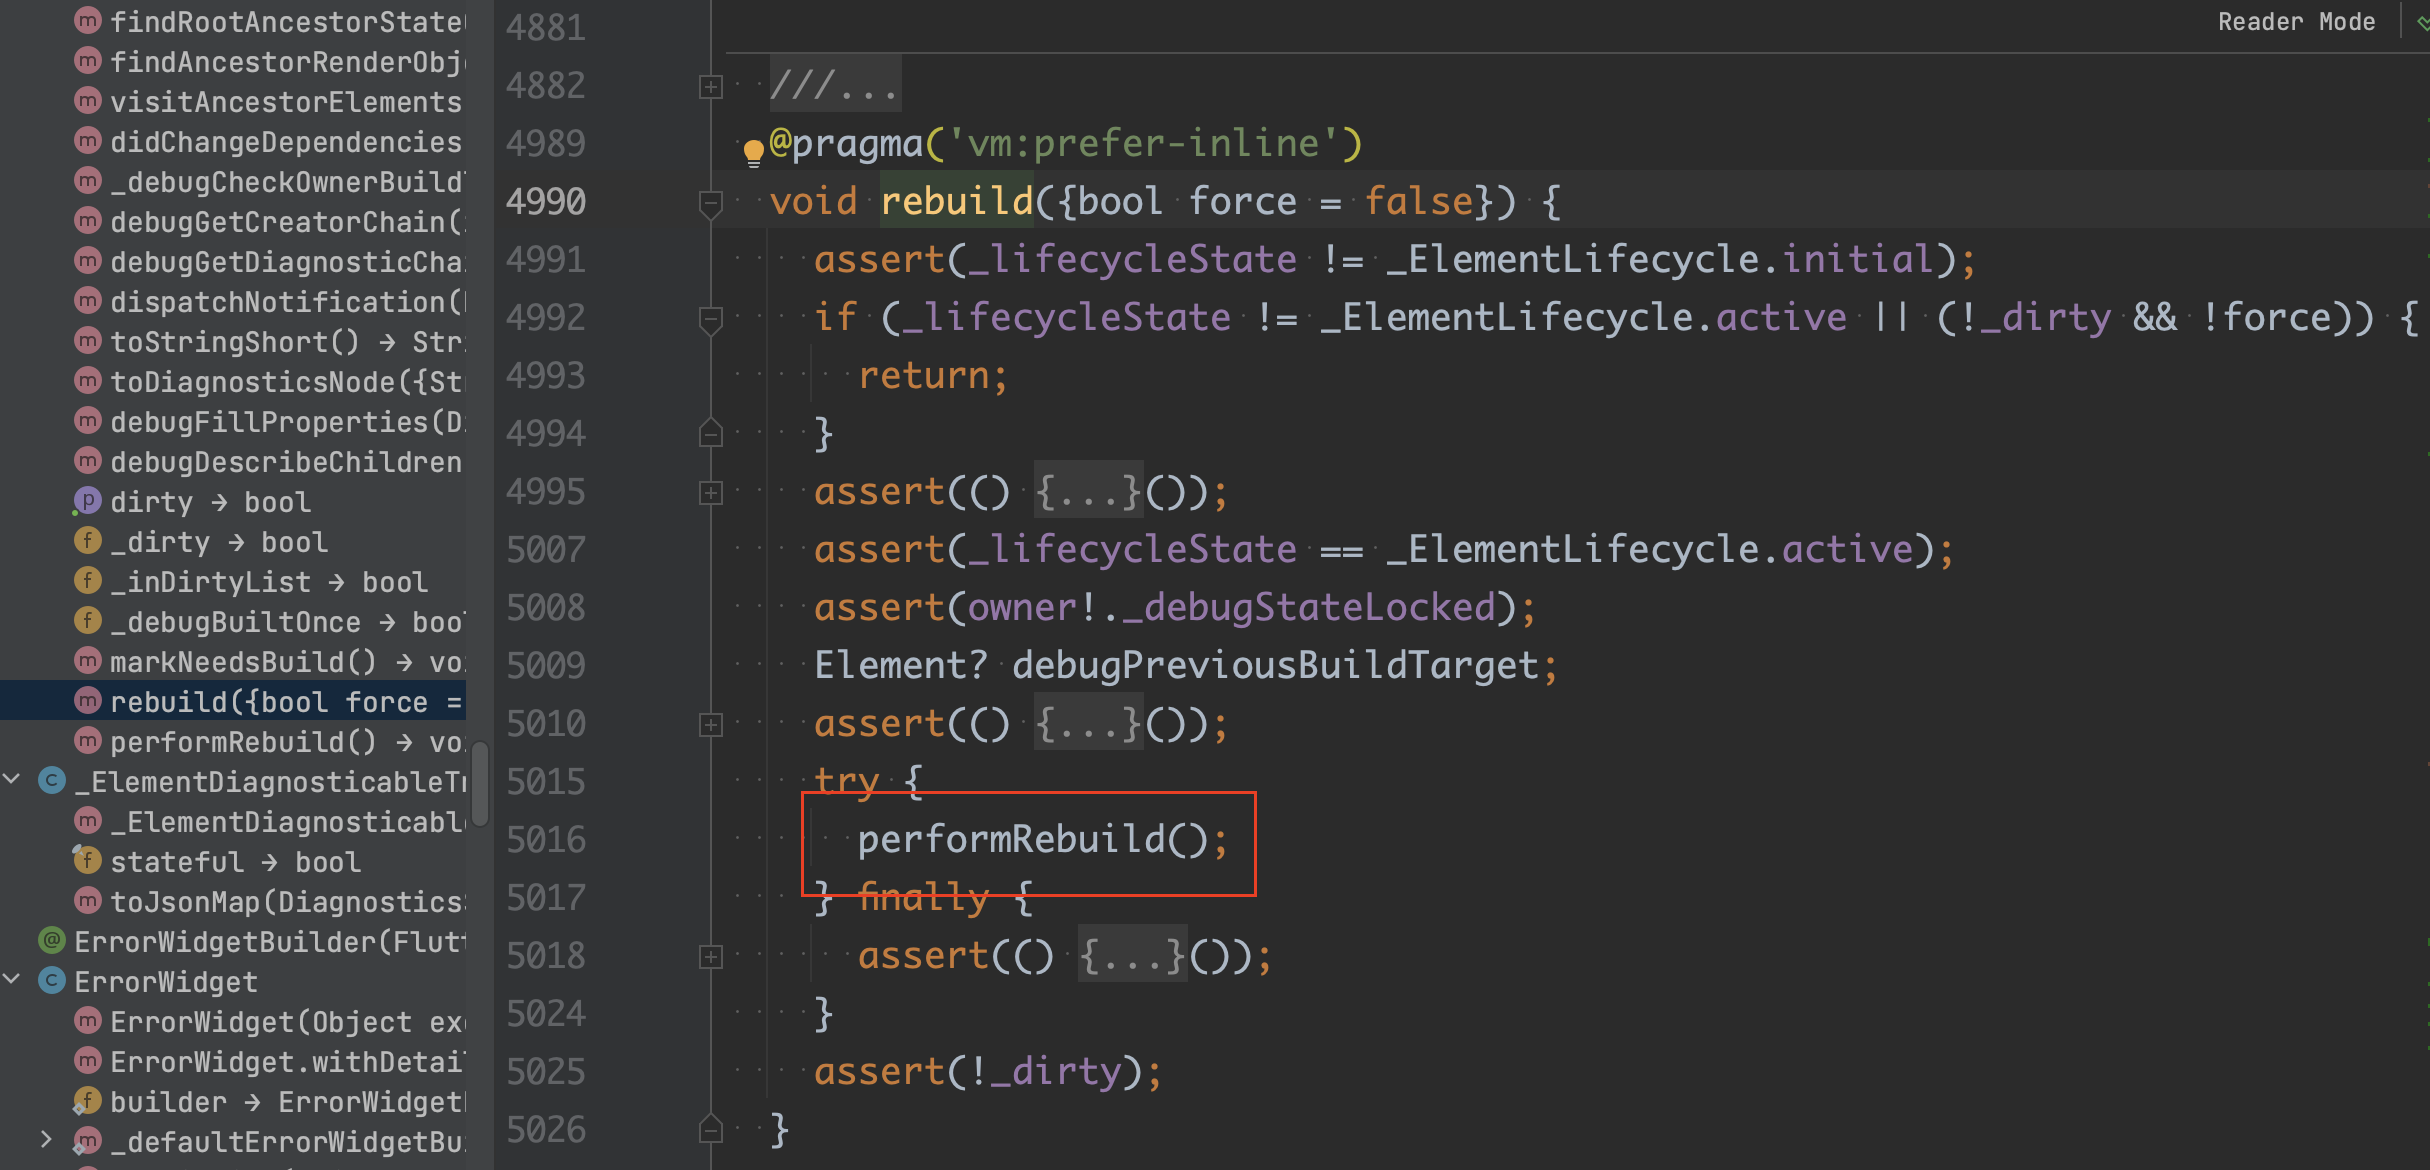 findRootAncestorState
findAncestorRenderObj
visitAncestorElements
didChangeDependencies
_debugCheckOwnerBuild
debugGetCreatorChain(
debugGetDiagnosticCha
dispatchNotification(
toStringShort() → Str
toDiagnosticsNode({St
debugFillProperties(D
debugDescribeChildren
dirty → bool
_dirty → bool
_inDirtyList → bool
_debugBuiltOnce → boo
markNeedsBuild() → vo
rebuild({bool force =
performRebuild() → vo
_ElementDiagnosticableT
_ElementDiagnosticabl
stateful → bool
toJsonMap(Diagnostics
ErrorWidgetBuilder(Flut
ErrorWidget
ErrorWidget(Object ex
ErrorWidget.withDetai
builder → ErrorWidget
_defaultErrorWidgetBu
Reader Mode
4881
4882 ///...
4989 @pragma('vm:prefer-inline')
4990 void rebuild({bool force = false}) {
4991 assert(_lifecycleState != _ElementLifecycle.initial);
4992 if (_lifecycleState != _ElementLifecycle.active || (!_dirty && !force)) {
4993 return;
4994 }
4995 assert(() {...}());
5007 assert(_lifecycleState == _ElementLifecycle.active);
5008 assert(owner!._debugStateLocked);
5009 Element? debugPreviousBuildTarget;
5010 assert(() {...}());
5015 try {
5016 performRebuild();
5017 } finally {
5018 assert(() {...}());
5024 }
5025 assert(!_dirty);
5026 }